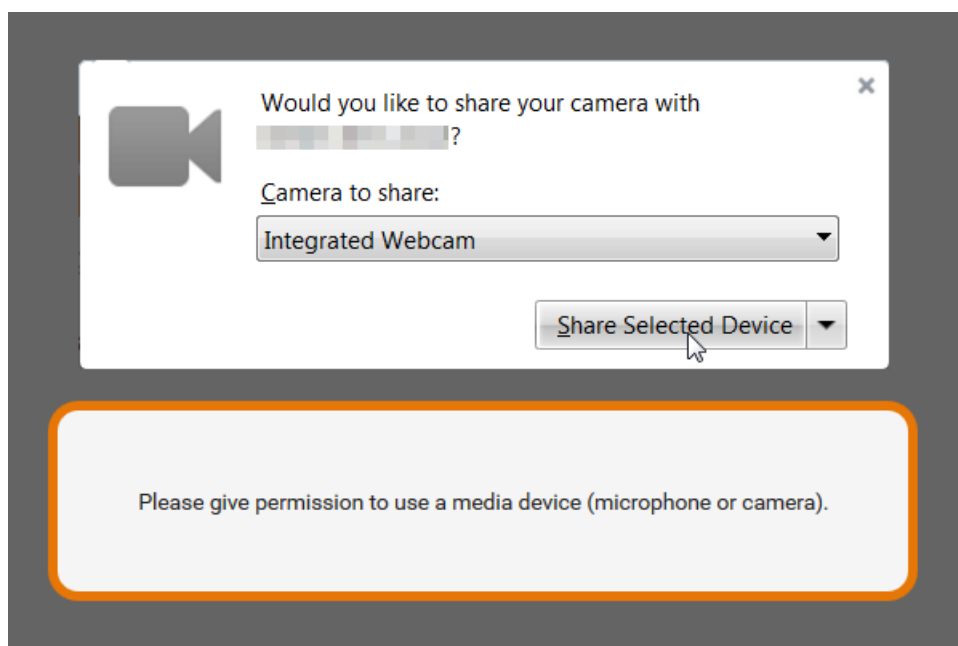 Would you like to share your camera with
?
Camera to share:
Integrated Webcam
Share Selected Device
Please give permission to use a media device (microphone or camera).